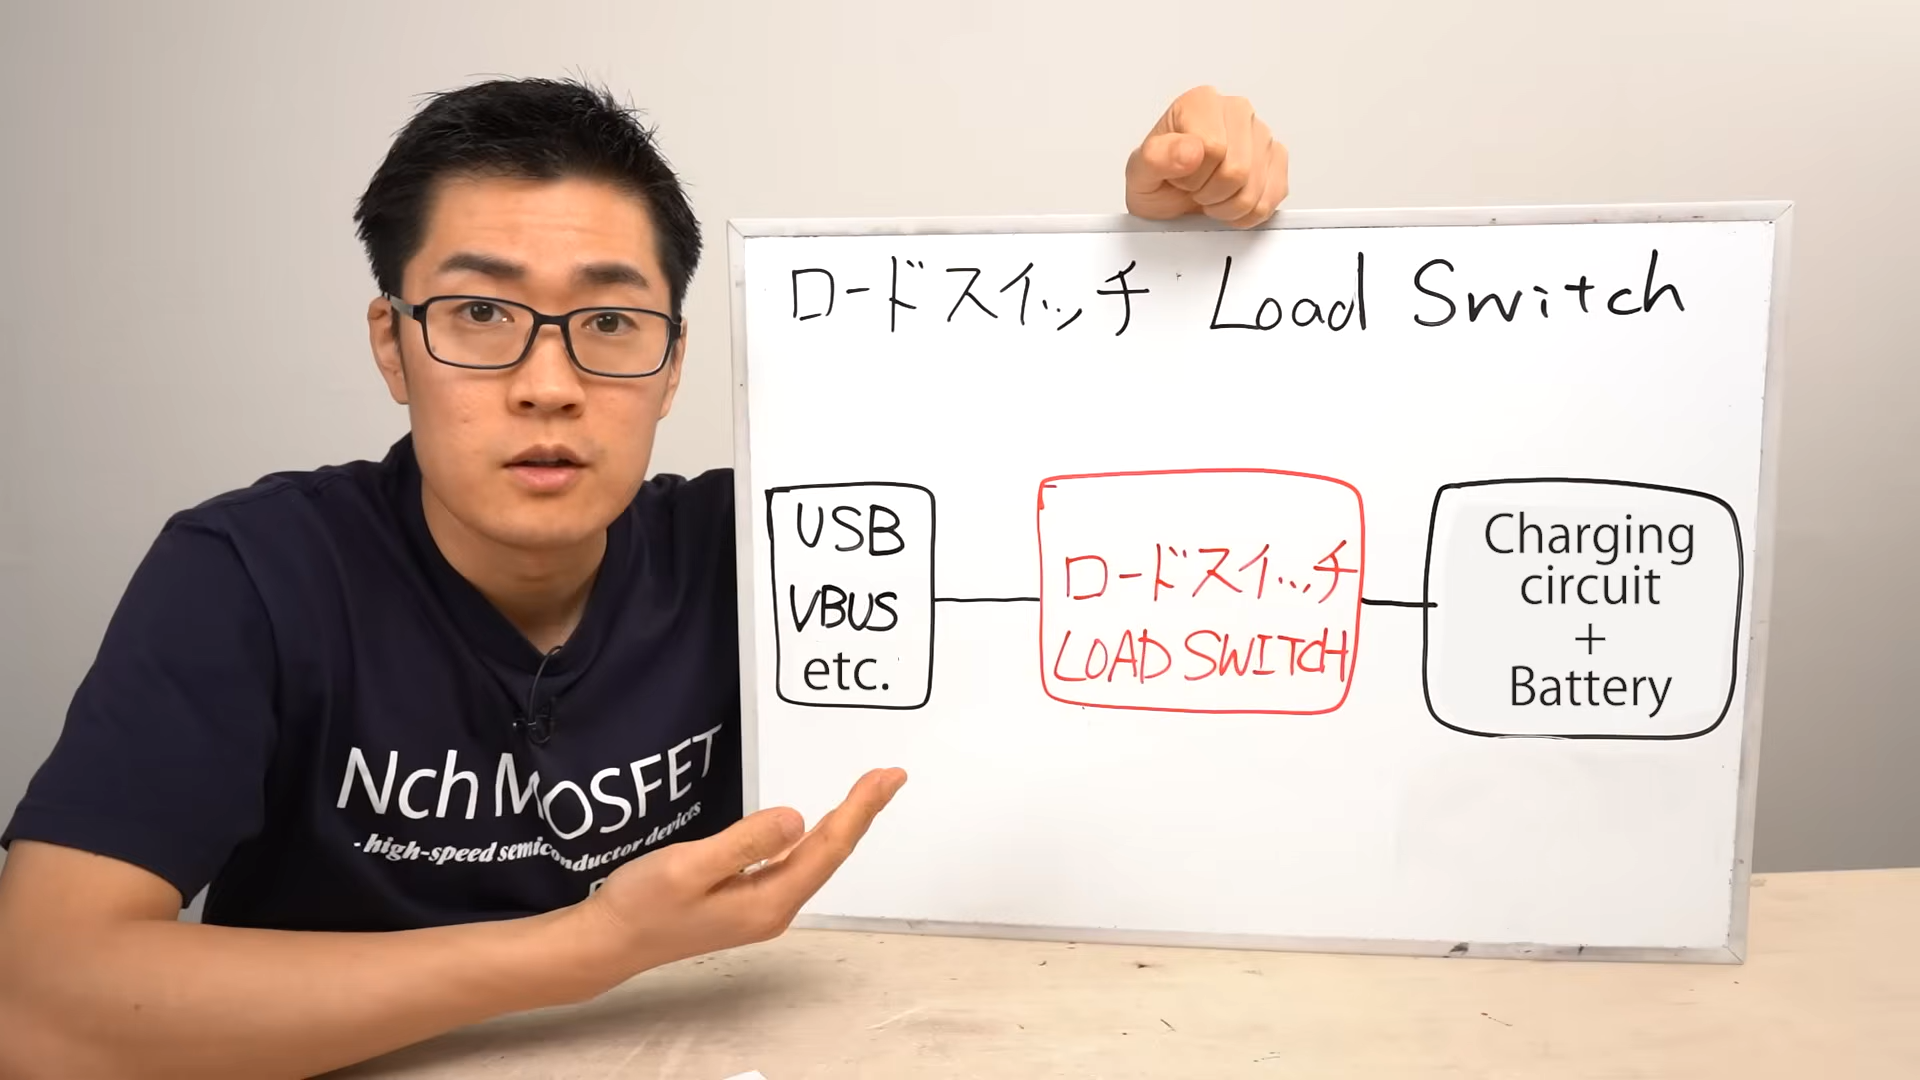 ロードスイッチ Load Switch
USB
VBUS
etc.
ロードスイッチ
LOAD SWITCH
Charging
circuit
+
Battery
Nch MOSFET
-high-speed semiconductor devices